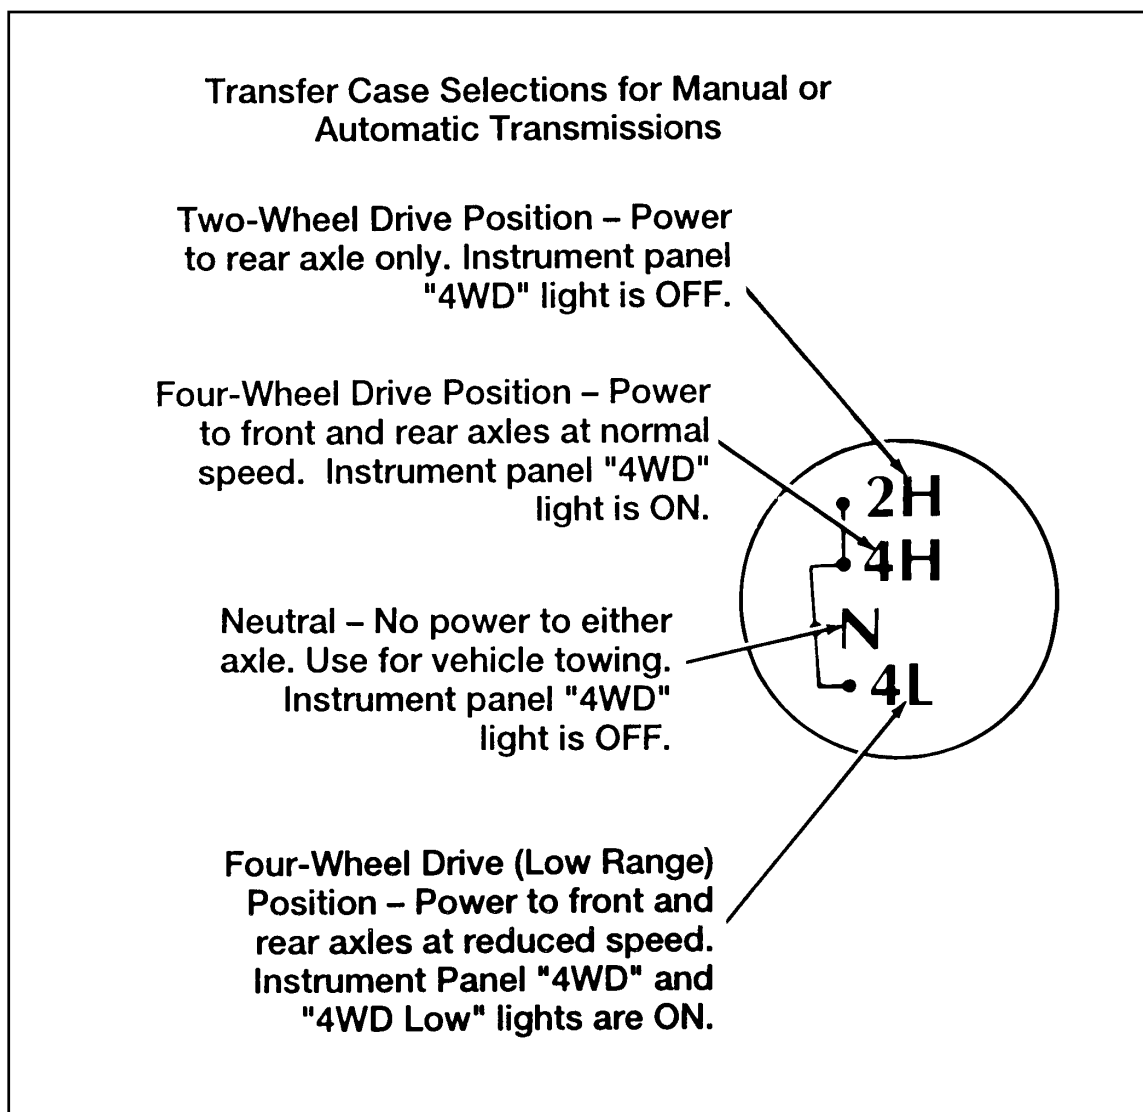 Transfer Case Selections for Manual or
Automatic Transmissions
Two-Wheel Drive Position – Power
to rear axle only. Instrument panel
"4WD" light is OFF.
Four-Wheel Drive Position – Power
to front and rear axles at normal
speed. Instrument panel "4WD"
light is ON.
Neutral – No power to either
axle. Use for vehicle towing.
Instrument panel "4WD"
light is OFF.
Four-Wheel Drive (Low Range)
Position – Power to front and
rear axles at reduced speed.
Instrument Panel "4WD" and
"4WD Low" lights are ON.
2H
4H
N
4L